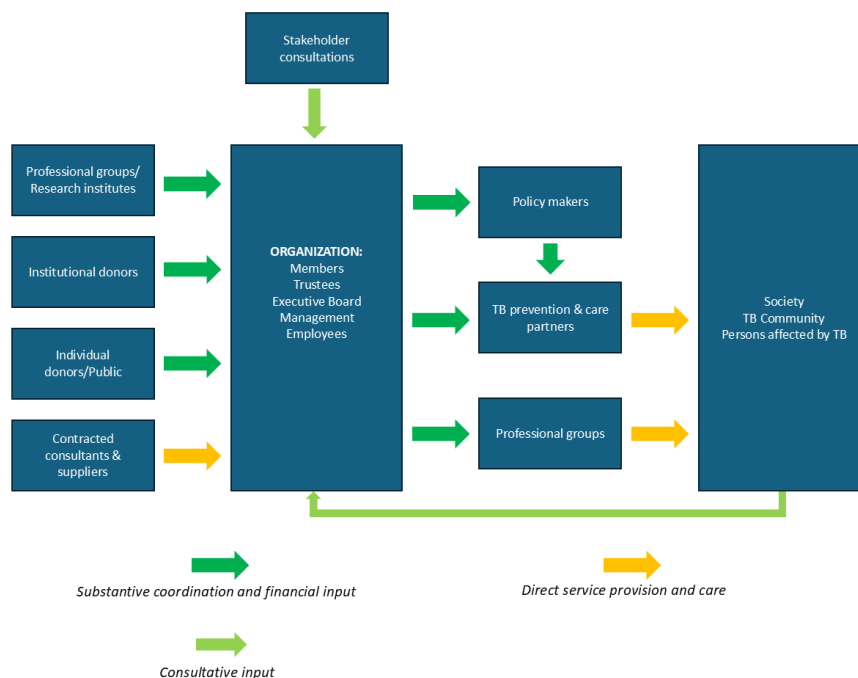 Stakeholder
consultations
Professional groups/
Research institutes
Institutional donors
Individual
donors/Public
Contracted
consultants &
suppliers
ORGANIZATION:
Members
Trustees
Executive Board
Management
Employees
Policy makers
TB prevention & care
partners
Professional groups
Society
TB Community
Persons affected by TB
Substantive coordination and financial input
Direct service provision and care
Consultative input